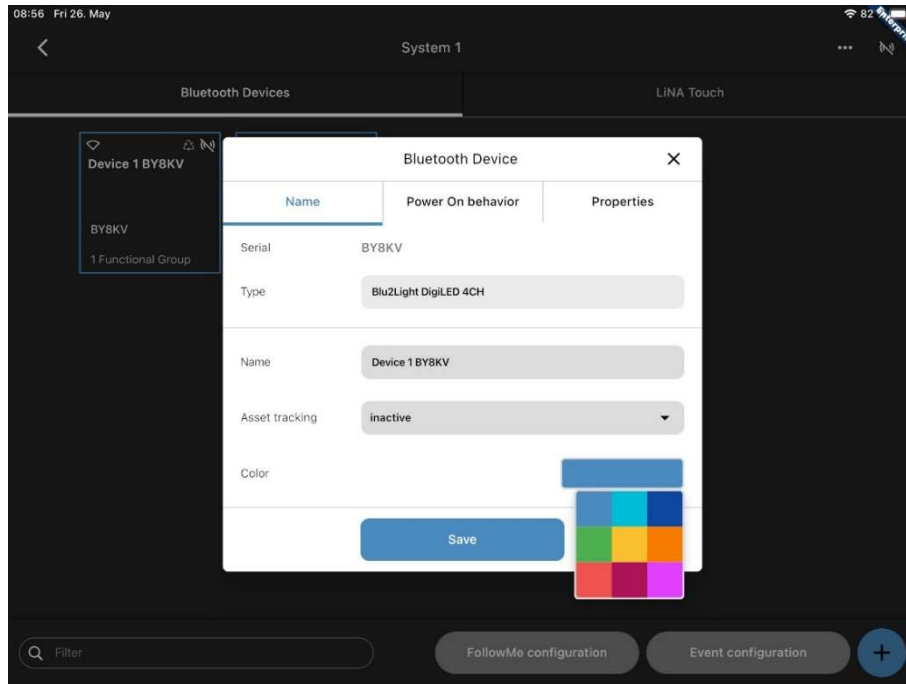 08:56 Fri 26. May
82
System 1
Bluetooth Devices
LiNA Touch
Device 1 BY8KV
BY8KV
1 Functional Group
Bluetooth Device
Name
Power On behavior
Properties
Serial
BY8KV
Type
Blu2Light DigiLED 4CH
Name
Device 1 BY8KV
Asset tracking
inactive
Color
Save
Filter
FollowMe configuration
Event configuration